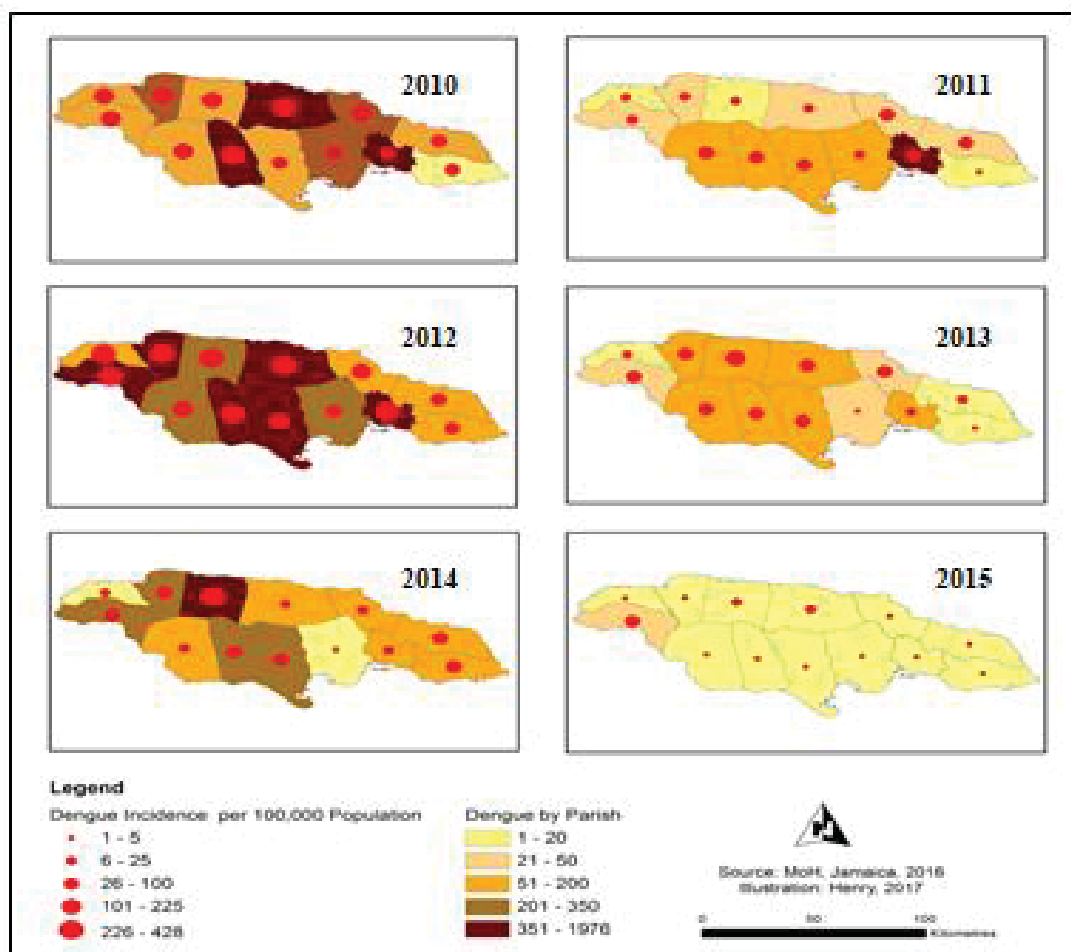 2010
2011
2012
2013
2014
2015
Legend
Dengue Incidence per 100,000 Population
1 - 5
6 - 25
26 - 100
101 - 225
226 - 428
Dengue by Parish
1 - 20
21 - 50
51 - 200
201 - 350
351 - 1976
Source: MoH, Jamaica, 2016
Illustration: Henry, 2017
0 50 100
Kilometres